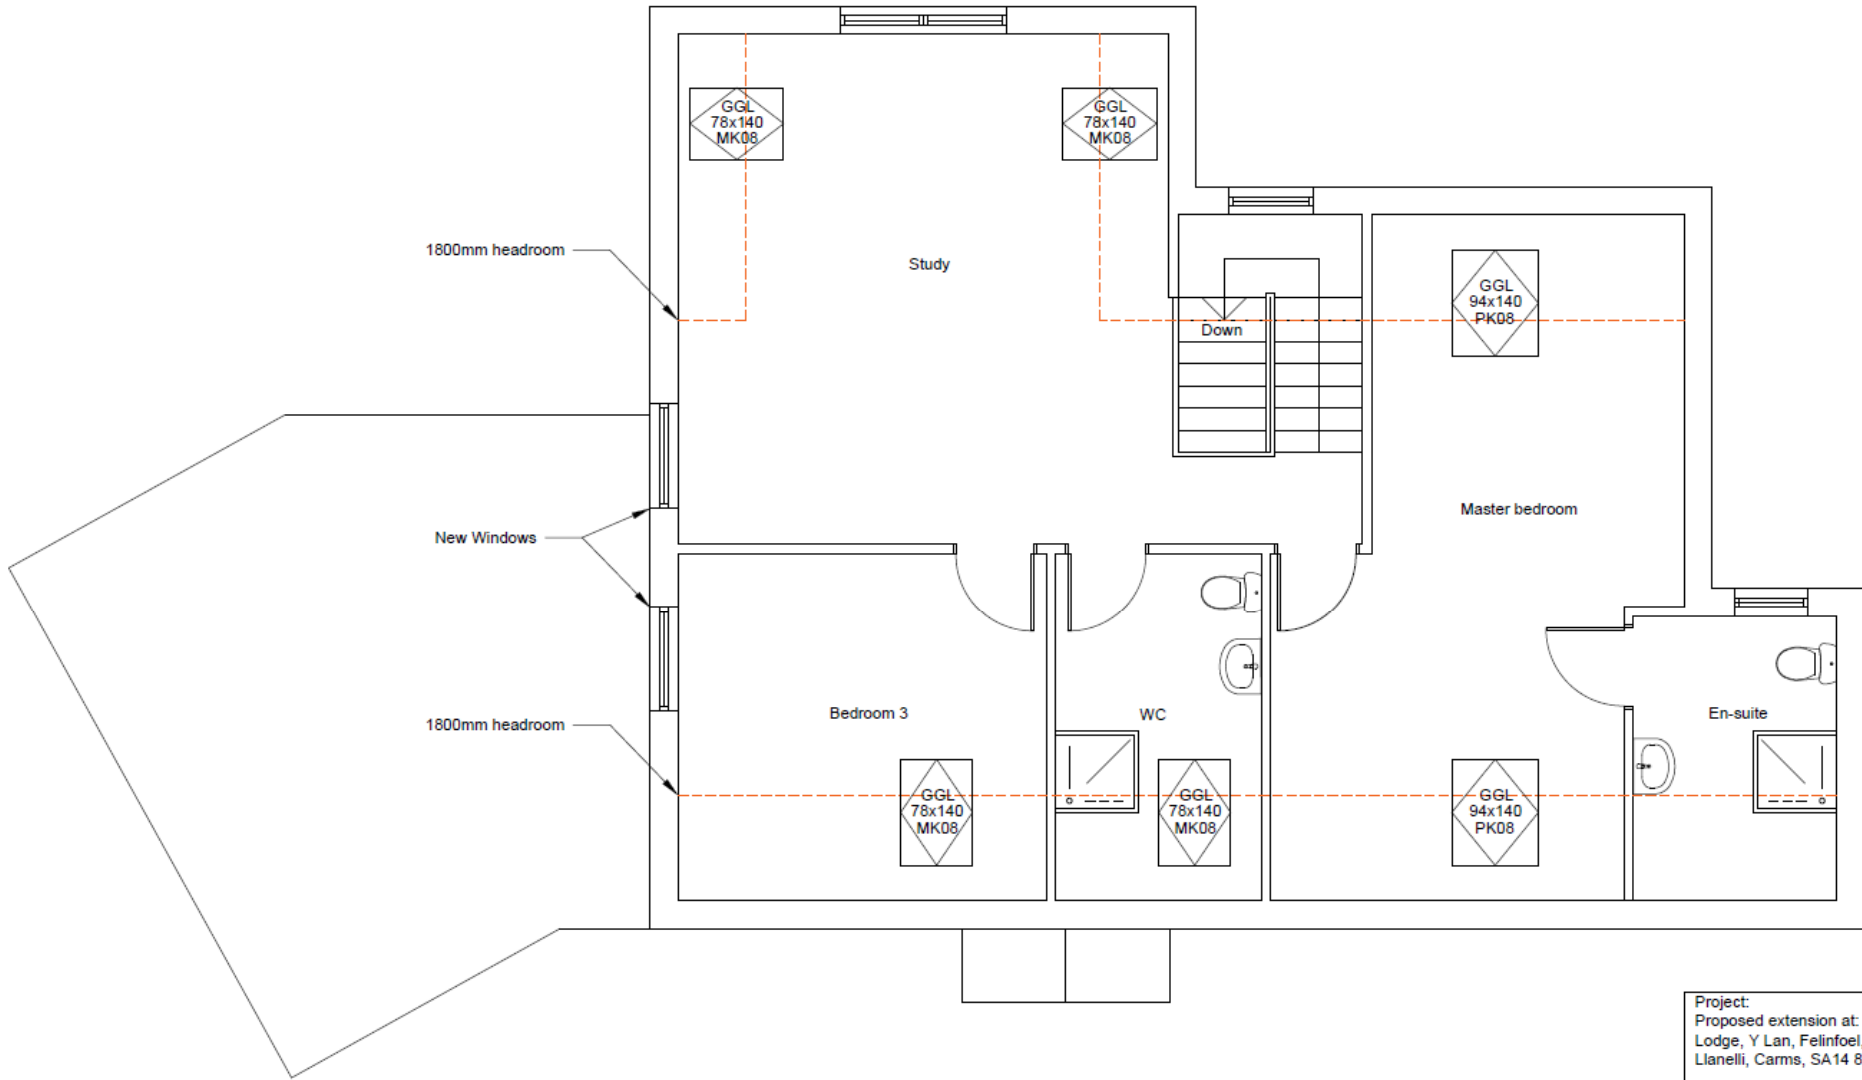 GGL
78x140
MK08
GGL
78x140
MK08
1800mm headroom
Study
GGL
94x140
PK08
Down
New Windows
Master bedroom
1800mm headroom
Bedroom 3
WC
En-suite
GGL
78x140
MK08
GGL
78x140
MK08
GGL
94x140
PK08
Project:
Proposed extension at:
Lodge, Y Lan, Felinfoel,
Llanelli, Carms, SA14 8